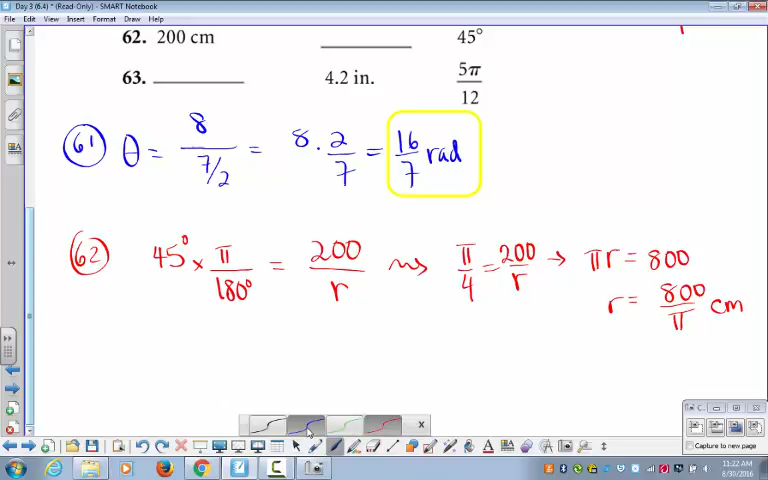 Day 3 (6.4) * (Read-Only) - SMART Notebook
File Edit View Insert Format Draw Help
62. 200 cm ________ 45°
63. ________ 4.2 in. 5π/12
61 θ = 8/(7/2) = 8 · 2/7 = 16/7 rad
62 45° × π/180° = 200/r ⇝ π/4 = 200/r → πr = 800
r = 800/π cm
Capture to new page
11:22 AM
8/30/2016